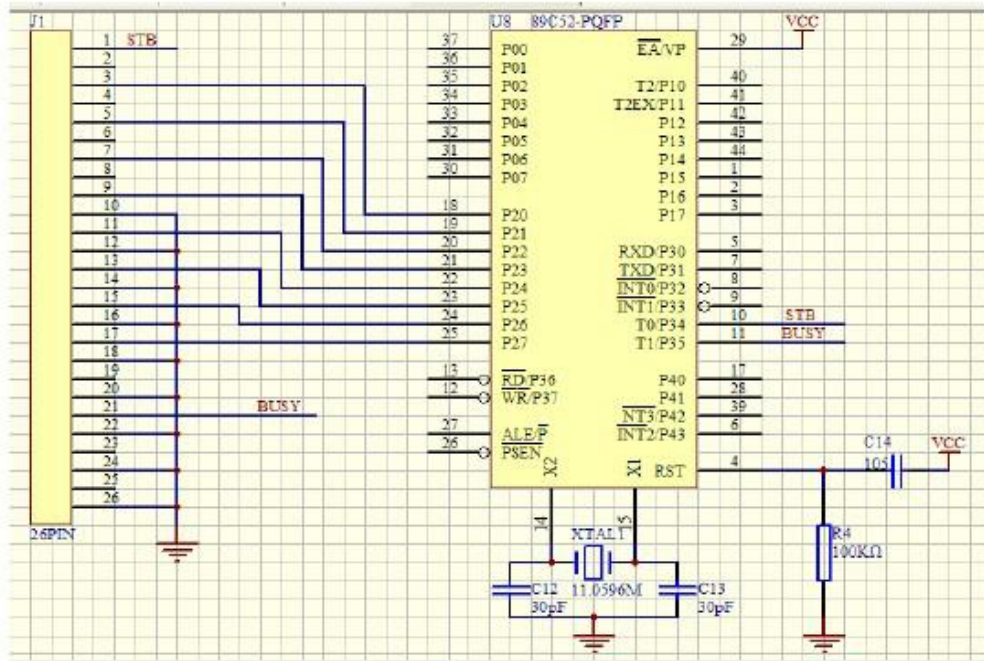 J1
1 STB
2
3
4
5
6
7
8
9
10
11
12
13
14
15
16
17
18
19
20
21 BUSY
22
23
24
25
26
26PIN
U8 89C52-PQFP
37 P00
36 P01
35 P02
34 P03
33 P04
32 P05
31 P06
30 P07
18 P20
19 P21
20 P22
21 P23
22 P24
23 P25
24 P26
25 P27
13 RD/P36
12 WR/P37
27 ALE/P
26 PSEN
X2
X1
14
15
EA/VP 29 VCC
T2/P10 40
T2EX/P11 41
P12 42
P13 43
P14 44
P15 1
P16 2
P17 3
RXD/P30 5
TXD/P31 7
INT0/P32 8
INT1/P33 9
T0/P34 10 STB
T1/P35 11 BUSY
P40 17
P41 28
NT3/P42 39
INT2/P43 6
RST 4
C14
105
VCC
R4
100KΩ
XTAL1
11.0596M
C12
30pF
C13
30pF